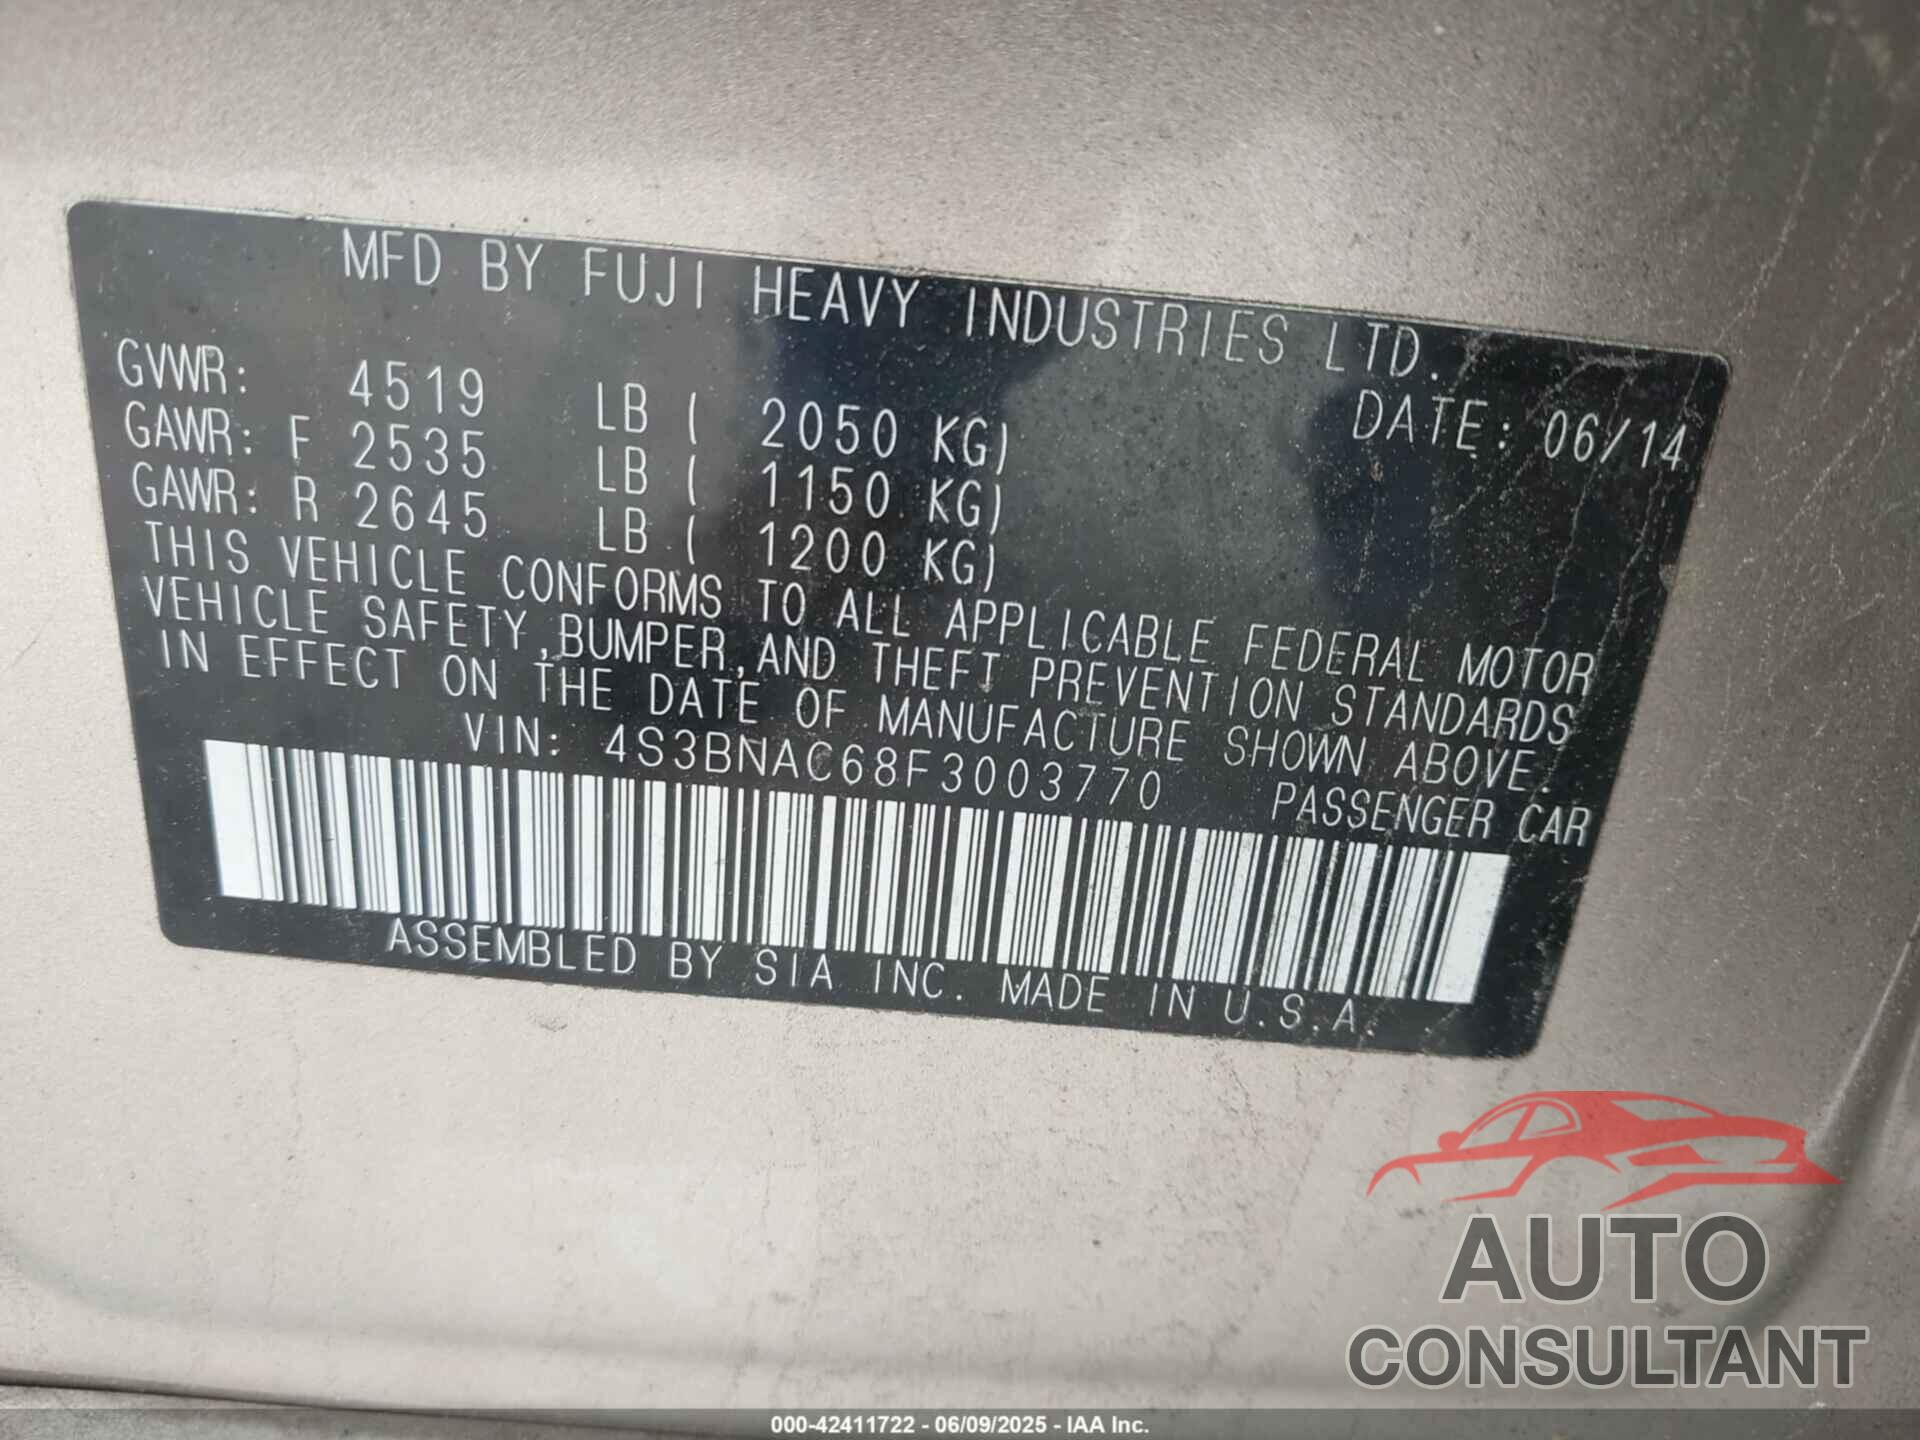 MFD BY FUJI HEAVY INDUSTRIES LTD.
DATE: 06/14
GVWR: 4519 LB ( 2050 KG)
GAWR: F 2535 LB ( 1150 KG)
GAWR: R 2645 LB ( 1200 KG)
THIS VEHICLE CONFORMS TO ALL APPLICABLE FEDERAL MOTOR
VEHICLE SAFETY,BUMPER,AND THEFT PREVENTION STANDARDS
IN EFFECT ON THE DATE OF MANUFACTURE SHOWN ABOVE.
VIN: 4S3BNAC68F3003770 PASSENGER CAR
ASSEMBLED BY SIA INC. MADE IN U.S.A.
AUTO
CONSULTANT
000-42411722 - 06/09/2025 - IAA Inc.